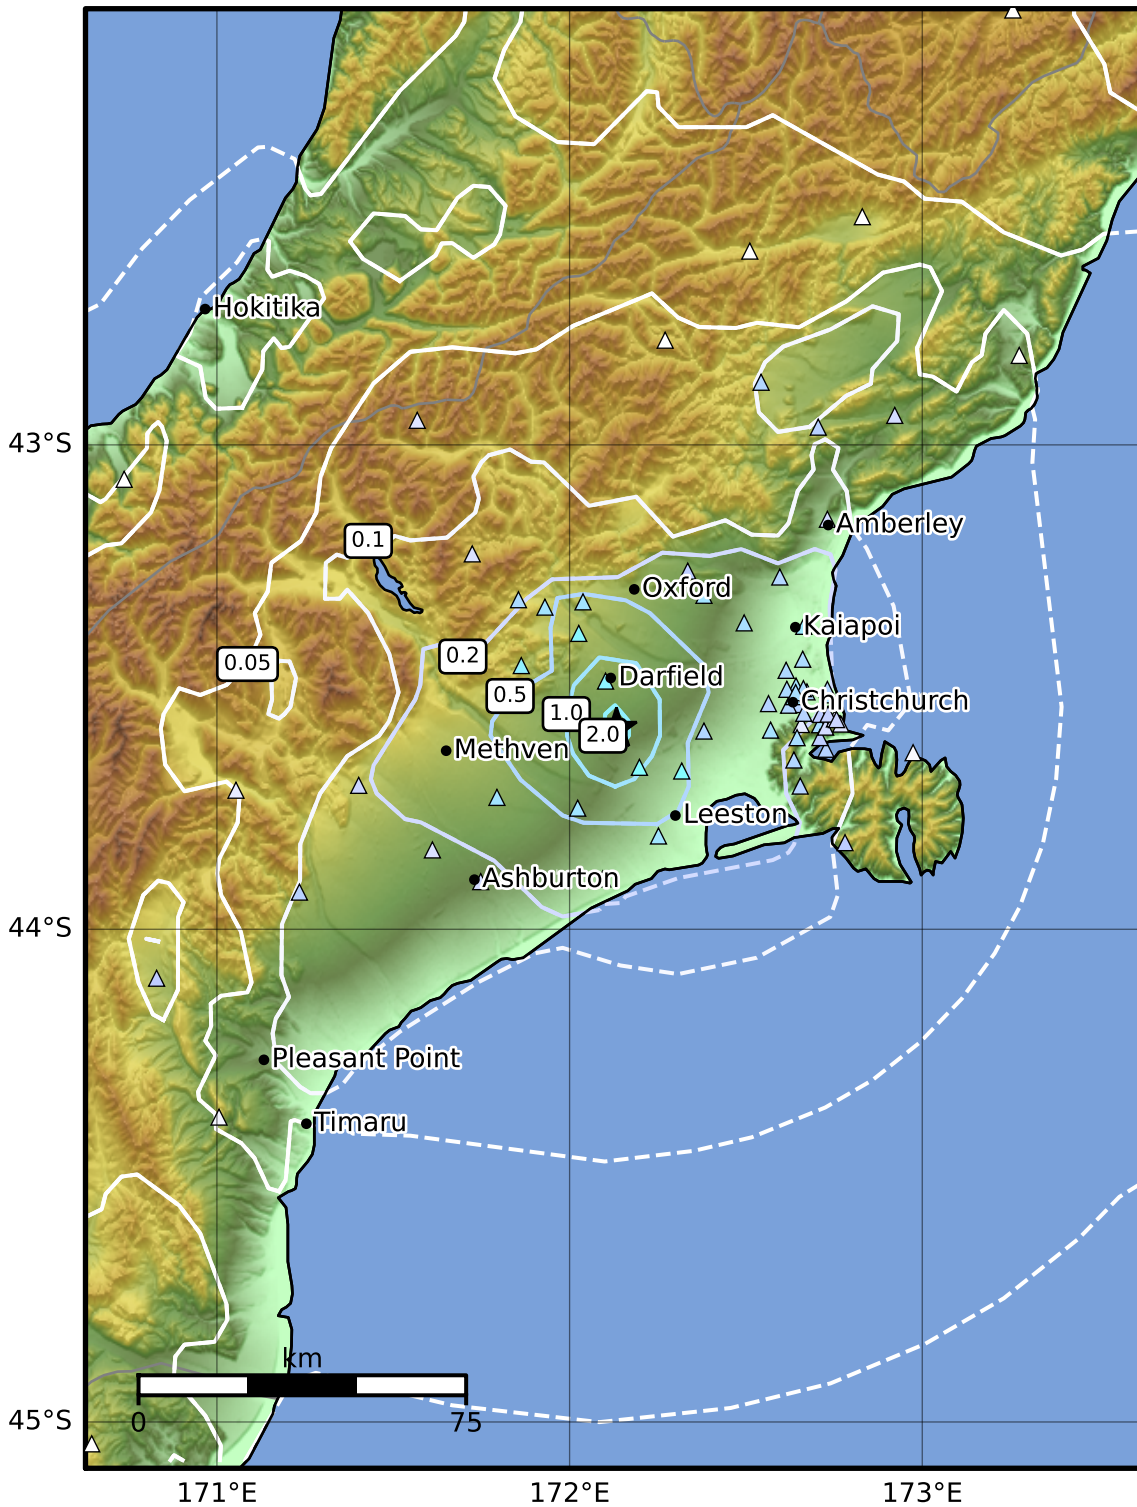 Hokitika
43°S
Amberley
0.1
Oxford
Kaiapoi
0.2
0.05
Darfield
0.5
Christchurch
1.0
2.0
Methven
Leeston
Ashburton
44°S
Pleasant Point
Timaru
km
0 75
45°S
171°E 172°E 173°E